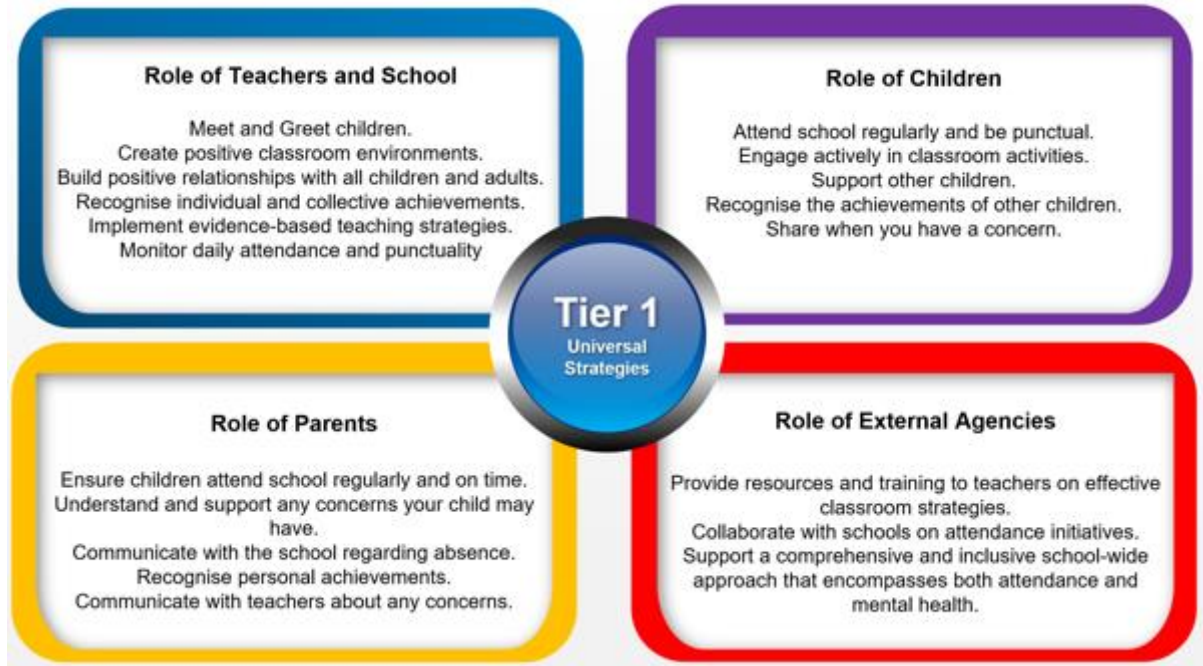 Role of Teachers and School
Meet and Greet children.
Create positive classroom environments.
Build positive relationships with all children and adults.
Recognise individual and collective achievements.
Implement evidence-based teaching strategies.
Monitor daily attendance and punctuality
Role of Children
Attend school regularly and be punctual.
Engage actively in classroom activities.
Support other children.
Recognise the achievements of other children.
Share when you have a concern.
Tier 1
Universal
Strategies
Role of Parents
Ensure children attend school regularly and on time.
Understand and support any concerns your child may
have.
Communicate with the school regarding absence.
Recognise personal achievements.
Communicate with teachers about any concerns.
Role of External Agencies
Provide resources and training to teachers on effective
classroom strategies.
Collaborate with schools on attendance initiatives.
Support a comprehensive and inclusive school-wide
approach that encompasses both attendance and
mental health.